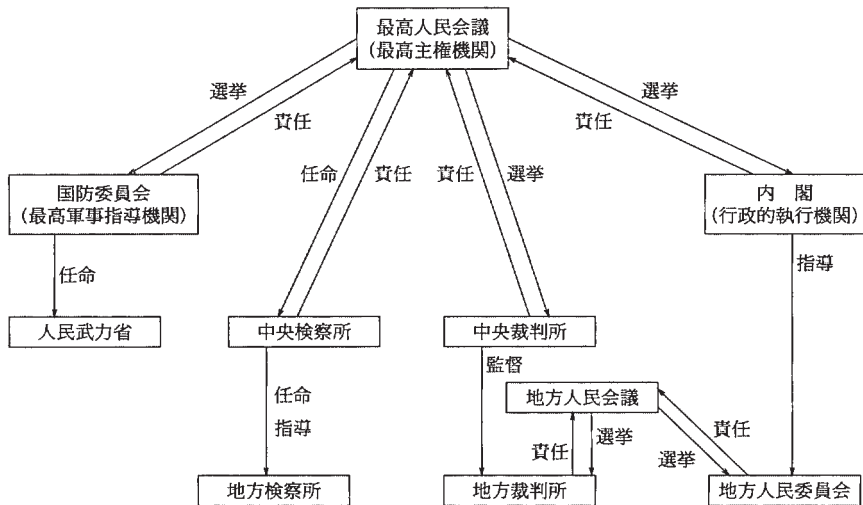 最高人民会議
(最高主権機関)
選挙
責任
任命
責任
責任
選挙
選挙
責任
国防委員会
(最高軍事指導機関)
内 閣
(行政的執行機関)
任命
指導
人民武力省
中央検察所
中央裁判所
任命
指導
監督
地方人民会議
責任
選挙
責任
選挙
地方検察所
地方裁判所
地方人民委員会